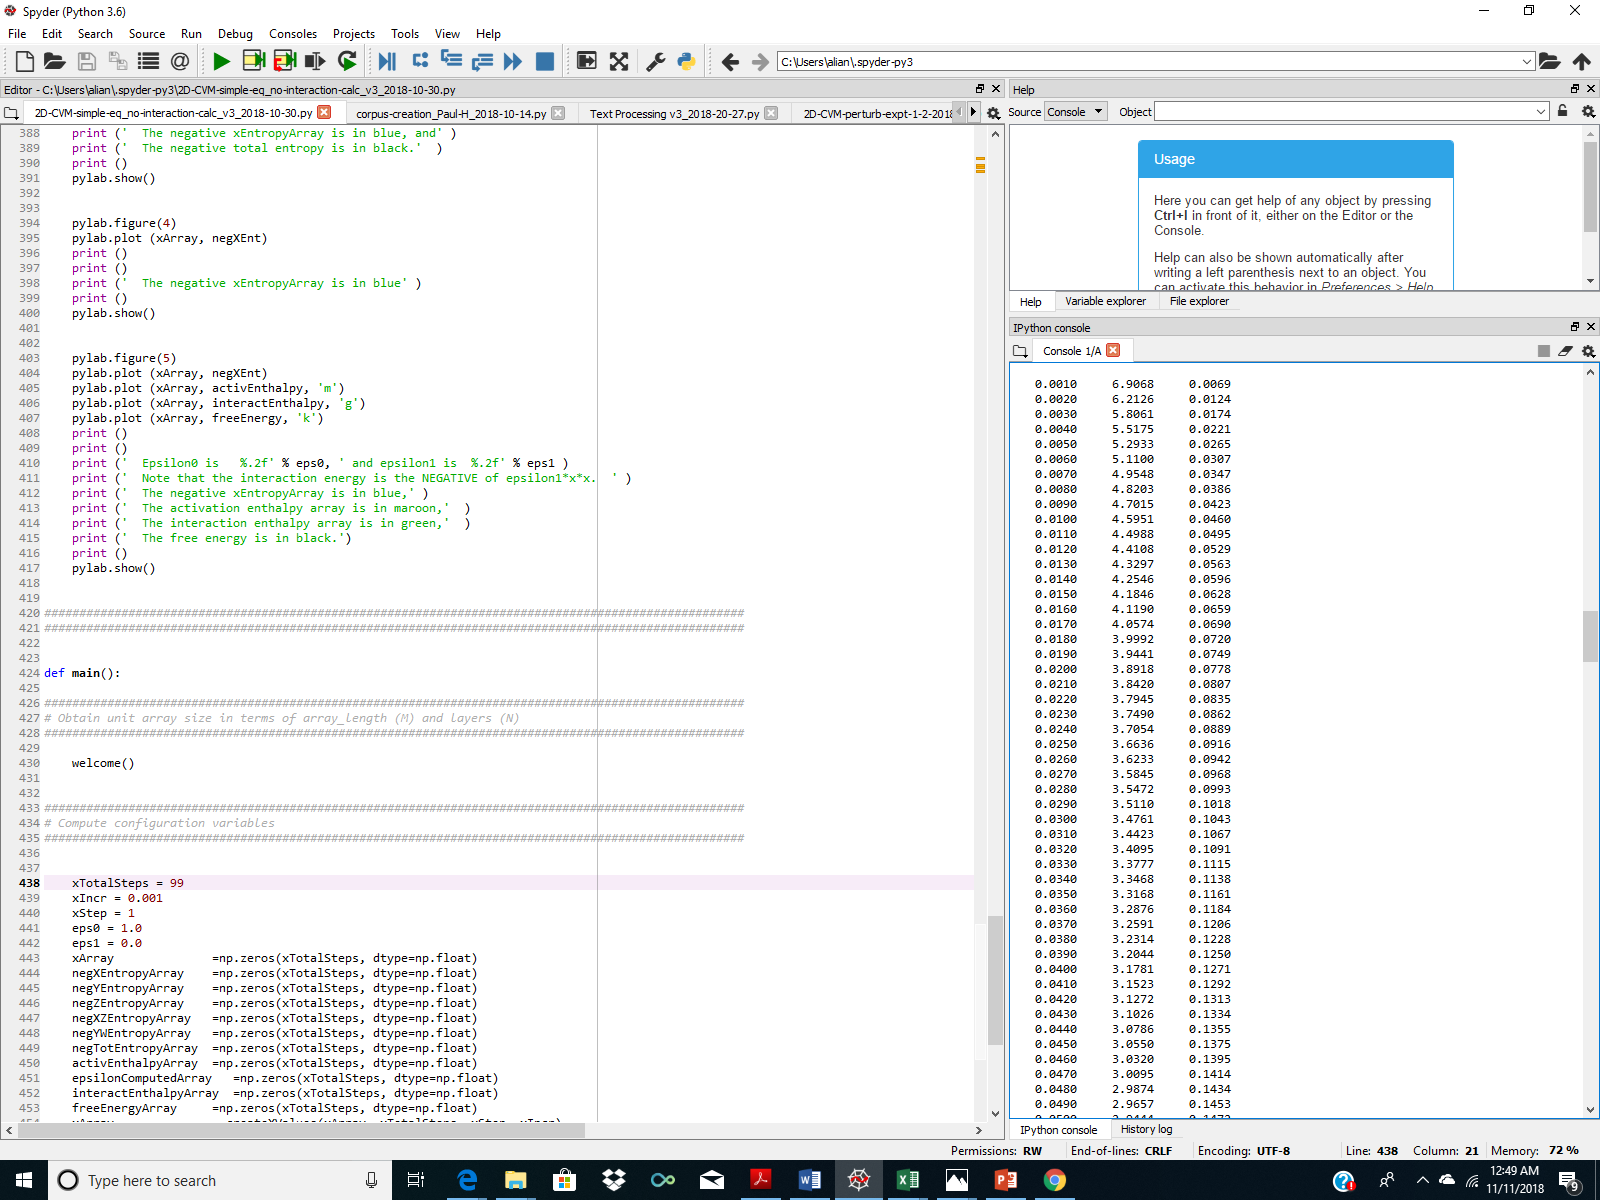 Spyder (Python 3.6)
File Edit Search Source Run Debug Consoles Projects Tools View Help
C:\Users\alian\.spyder-py3
Editor - C:\Users\alian\.spyder-py3\2D-CVM-simple-eq_no-interaction-calc_v3_2018-10-30.py
2D-CVM-simple-eq_no-interaction-calc_v3_2018-10-30.py corpus-creation_Paul-H_2018-10-14.py Text Processing v3_2018-20-27.py 2D-CVM-perturb-expt-1-2-2018
388 print (' The negative xEntropyArray is in blue, and' )
389 print (' The negative total entropy is in black.' )
390 print ()
391 pylab.show()
392
393
394 pylab.figure(4)
395 pylab.plot (xArray, negXEnt)
396 print ()
397 print ()
398 print (' The negative xEntropyArray is in blue' )
399 print ()
400 pylab.show()
401
402
403 pylab.figure(5)
404 pylab.plot (xArray, negXEnt)
405 pylab.plot (xArray, activEnthalpy, 'm')
406 pylab.plot (xArray, interactEnthalpy, 'g')
407 pylab.plot (xArray, freeEnergy, 'k')
408 print ()
409 print ()
410 print (' Epsilon0 is %.2f' % eps0, ' and epsilon1 is %.2f' % eps1 )
411 print (' Note that the interaction energy is the NEGATIVE of epsilon1*x*x. ' )
412 print (' The negative xEntropyArray is in blue,' )
413 print (' The activation enthalpy array is in maroon,' )
414 print (' The interaction enthalpy array is in green,' )
415 print (' The free energy is in black.')
416 print ()
417 pylab.show()
418
419
420 ####################################################################################################
421 ####################################################################################################
422
423
424 def main():
425
426 ####################################################################################################
427 # Obtain unit array size in terms of array_length (M) and layers (N)
428 ####################################################################################################
429
430 welcome()
431
432
433 ####################################################################################################
434 # Compute configuration variables
435 ####################################################################################################
436
437
438 xTotalSteps = 99
439 xIncr = 0.001
440 xStep = 1
441 eps0 = 1.0
442 eps1 = 0.0
443 xArray =np.zeros(xTotalSteps, dtype=np.float)
444 negXEntropyArray =np.zeros(xTotalSteps, dtype=np.float)
445 negYEntropyArray =np.zeros(xTotalSteps, dtype=np.float)
446 negZEntropyArray =np.zeros(xTotalSteps, dtype=np.float)
447 negXZEntropyArray =np.zeros(xTotalSteps, dtype=np.float)
448 negYWEntropyArray =np.zeros(xTotalSteps, dtype=np.float)
449 negTotEntropyArray =np.zeros(xTotalSteps, dtype=np.float)
450 activEnthalpyArray =np.zeros(xTotalSteps, dtype=np.float)
451 epsilonComputedArray =np.zeros(xTotalSteps, dtype=np.float)
452 interactEnthalpyArray =np.zeros(xTotalSteps, dtype=np.float)
453 freeEnergyArray =np.zeros(xTotalSteps, dtype=np.float)
Help
Source Console Object
Usage
Here you can get help of any object by pressing
Ctrl+I in front of it, either on the Editor or the
Console.
Help can also be shown automatically after
writing a left parenthesis next to an object. You
can activate this behavior in Preferences > Help.
Help Variable explorer File explorer
IPython console
Console 1/A
0.0010 6.9068 0.0069
0.0020 6.2126 0.0124
0.0030 5.8061 0.0174
0.0040 5.5175 0.0221
0.0050 5.2933 0.0265
0.0060 5.1100 0.0307
0.0070 4.9548 0.0347
0.0080 4.8203 0.0386
0.0090 4.7015 0.0423
0.0100 4.5951 0.0460
0.0110 4.4988 0.0495
0.0120 4.4108 0.0529
0.0130 4.3297 0.0563
0.0140 4.2546 0.0596
0.0150 4.1846 0.0628
0.0160 4.1190 0.0659
0.0170 4.0574 0.0690
0.0180 3.9992 0.0720
0.0190 3.9441 0.0749
0.0200 3.8918 0.0778
0.0210 3.8420 0.0807
0.0220 3.7945 0.0835
0.0230 3.7490 0.0862
0.0240 3.7054 0.0889
0.0250 3.6636 0.0916
0.0260 3.6233 0.0942
0.0270 3.5845 0.0968
0.0280 3.5472 0.0993
0.0290 3.5110 0.1018
0.0300 3.4761 0.1043
0.0310 3.4423 0.1067
0.0320 3.4095 0.1091
0.0330 3.3777 0.1115
0.0340 3.3468 0.1138
0.0350 3.3168 0.1161
0.0360 3.2876 0.1184
0.0370 3.2591 0.1206
0.0380 3.2314 0.1228
0.0390 3.2044 0.1250
0.0400 3.1781 0.1271
0.0410 3.1523 0.1292
0.0420 3.1272 0.1313
0.0430 3.1026 0.1334
0.0440 3.0786 0.1355
0.0450 3.0550 0.1375
0.0460 3.0320 0.1395
0.0470 3.0095 0.1414
0.0480 2.9874 0.1434
0.0490 2.9657 0.1453
IPython console History log
Permissions: RW End-of-lines: CRLF Encoding: UTF-8 Line: 438 Column: 21 Memory: 72 %
Type here to search
12:49 AM
11/11/2018
9